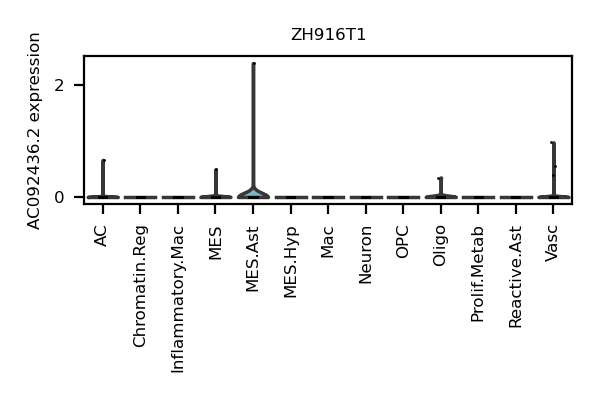 ZH916T1
AC092436.2 expression
2
0
AC
Chromatin.Reg
Inflammatory.Mac
MES
MES.Ast
MES.Hyp
Mac
Neuron
OPC
Oligo
Prolif.Metab
Reactive.Ast
Vasc